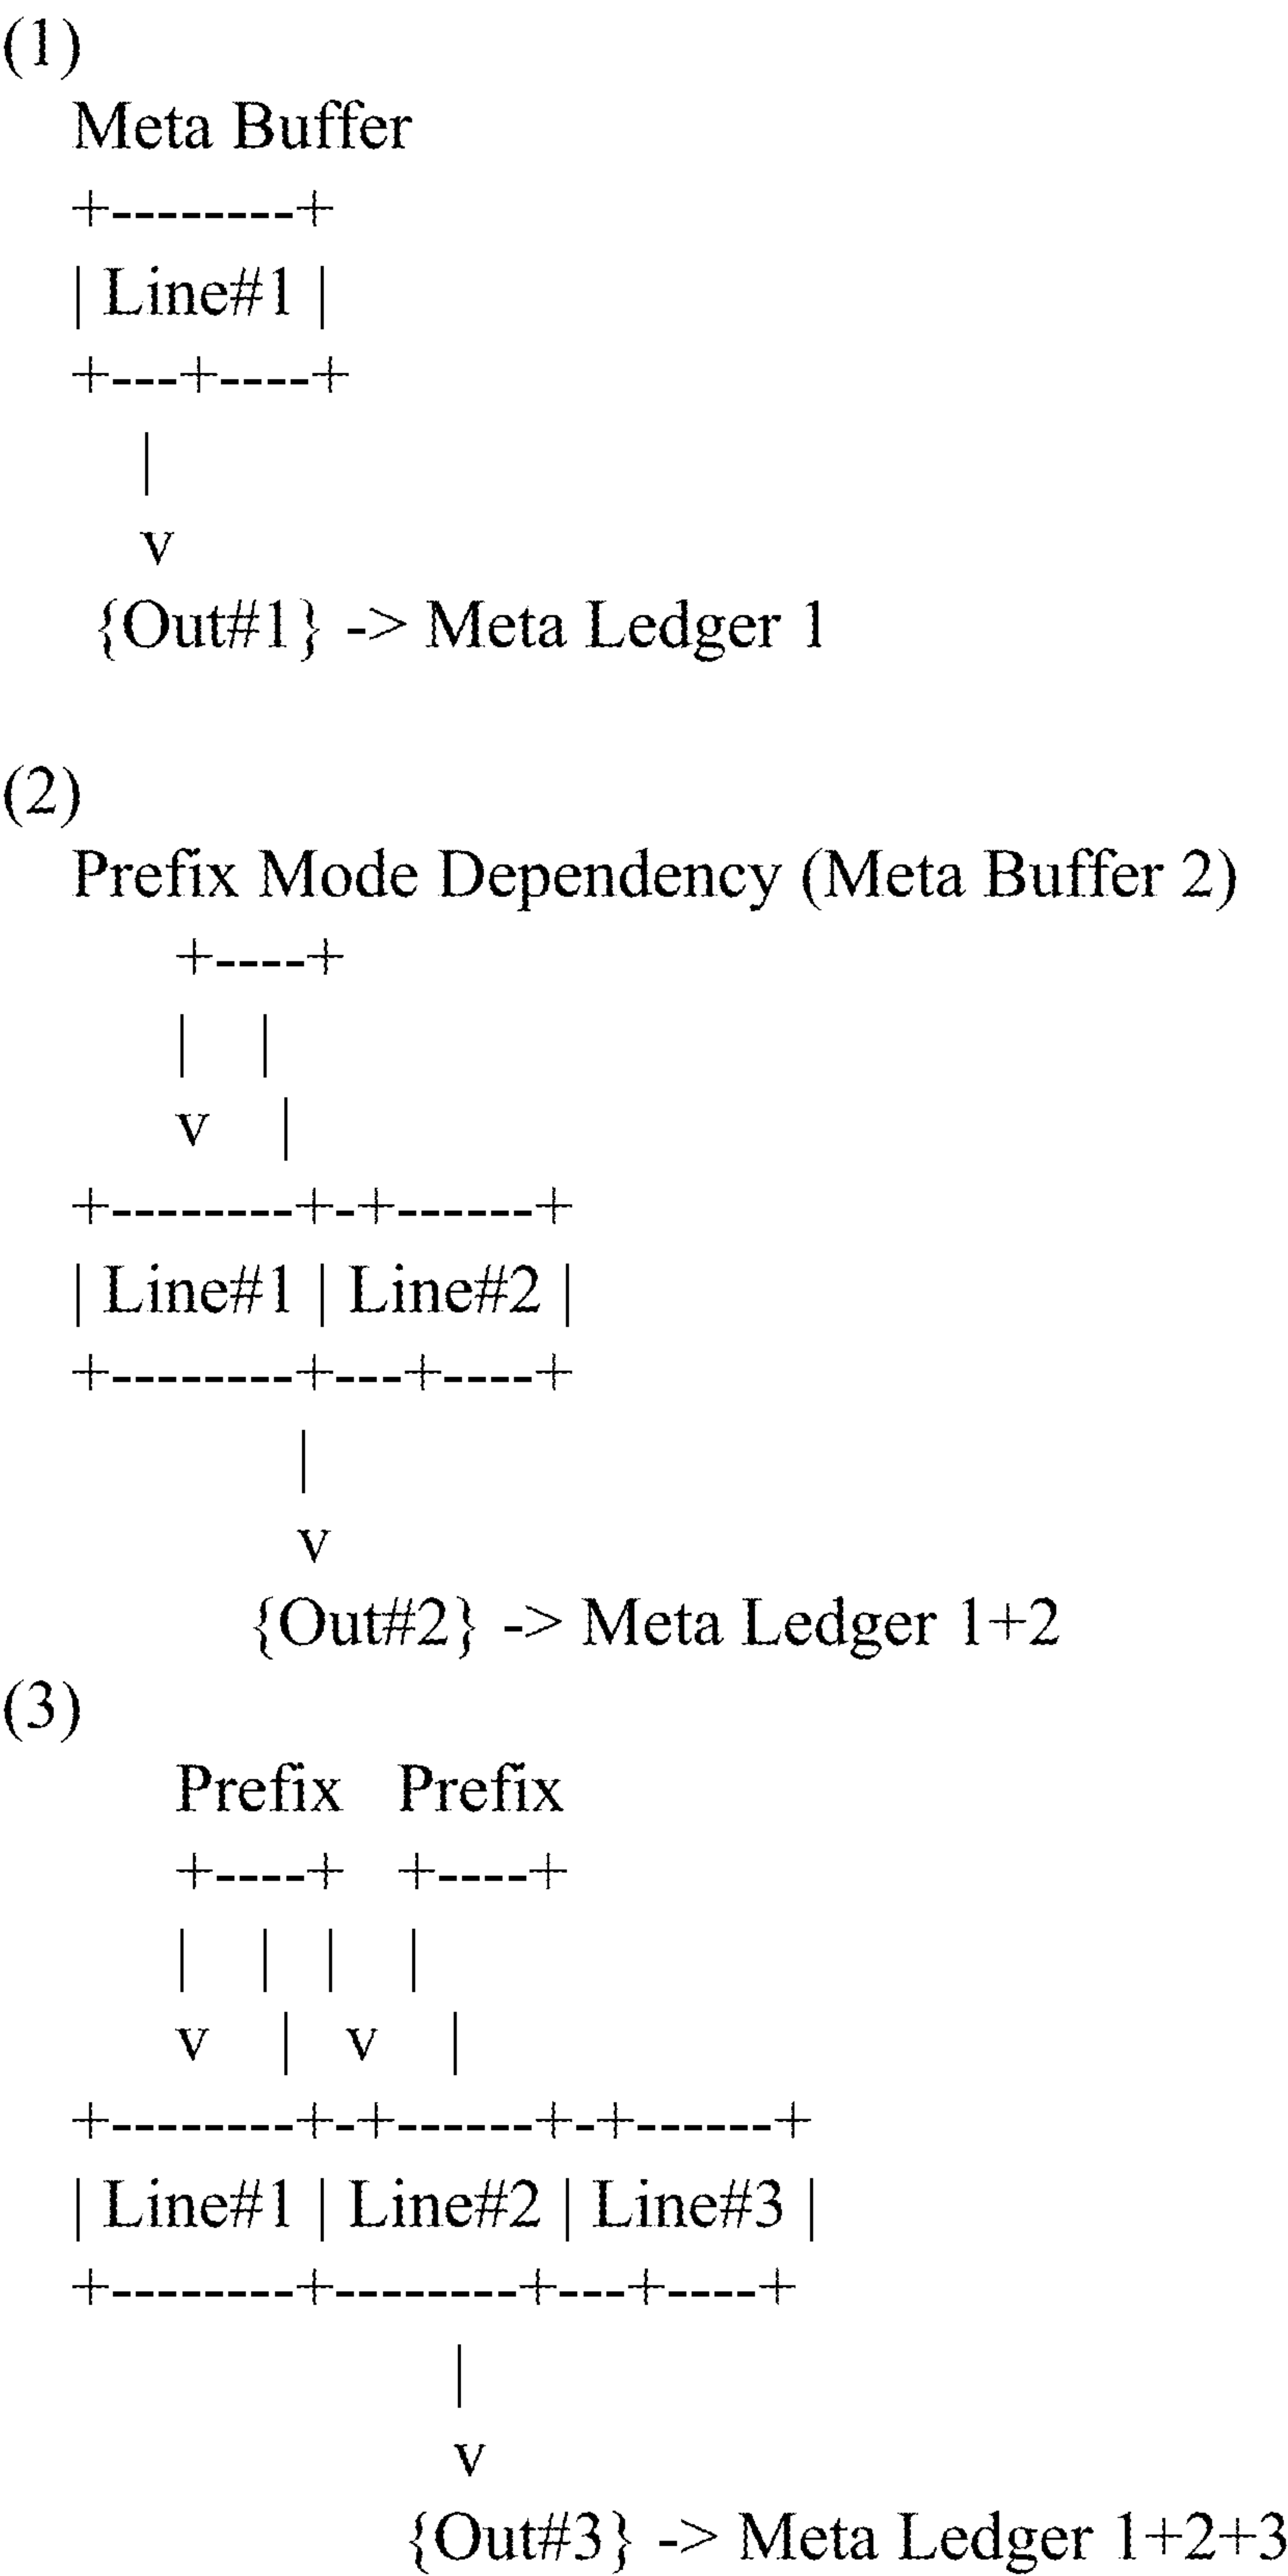 (1)
Meta Buffer
+--------+
| Line#1 |
+---+----+
|
v
{Out#1} -> Meta Ledger 1
(2)
Prefix Mode Dependency (Meta Buffer 2)
+----+
| |
v |
+--------+-+------+
| Line#1 | Line#2 |
+--------+---+----+
|
v
{Out#2} -> Meta Ledger 1+2
(3)
Prefix Prefix
+----+ +----+
| | | |
v | v |
+--------+-+------+-+------+
| Line#1 | Line#2 | Line#3 |
+--------+--------+---+----+
|
v
{Out#3} -> Meta Ledger 1+2+3